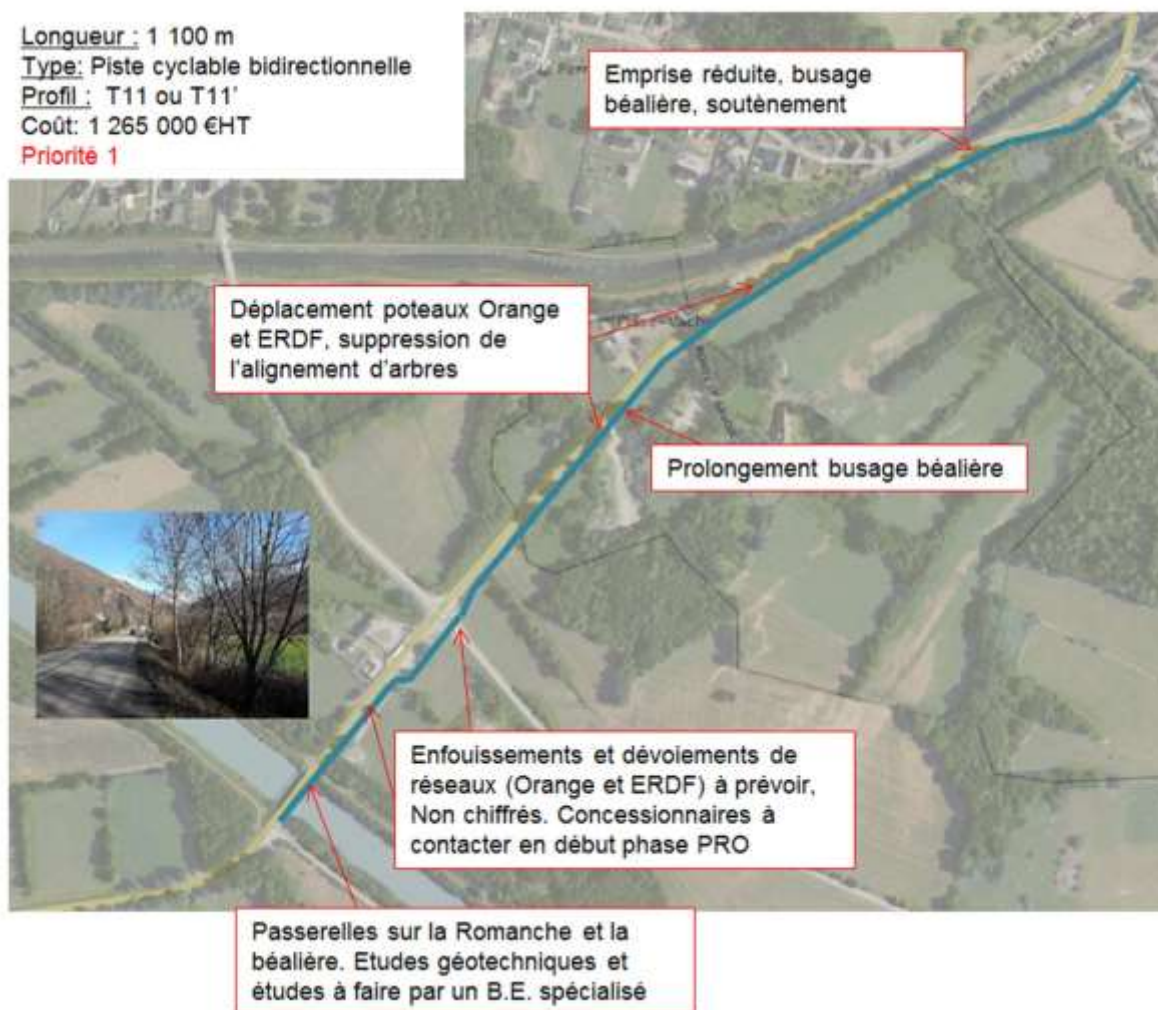 Longueur : 1 100 m
Type: Piste cyclable bidirectionnelle
Profil : T11 ou T11’
Coût: 1 265 000 €HT
Priorité 1
Emprise réduite, busage
béalière, soutènement
Déplacement poteaux Orange
et ERDF, suppression de
l’alignement d’arbres
Prolongement busage béalière
Enfouissements et dévoiements de
réseaux (Orange et ERDF) à prévoir,
Non chiffrés. Concessionnaires à
contacter en début phase PRO
Passerelles sur la Romanche et la
béalière. Etudes géotechniques et
études à faire par un B.E. spécialisé